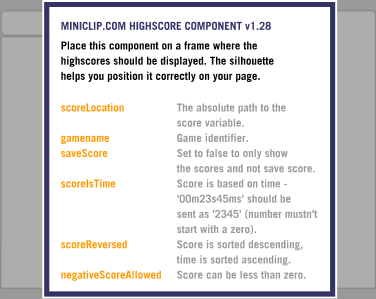 MINICLIP.COM HIGHSCORE COMPONENT v1.28
Place this component on a frame where the
highscores should be displayed. The silhouette
helps you position it correctly on your page.
scoreLocation The absolute path to the
score variable.
gamename Game identifier.
saveScore Set to false to only show
the scores and not save score.
scoreIsTime Score is based on time -
'00m23s45ms' should be
sent as '2345' (number mustn't
start with a zero).
scoreReversed Score is sorted descending,
time is sorted ascending.
negativeScoreAllowed Score can be less than zero.